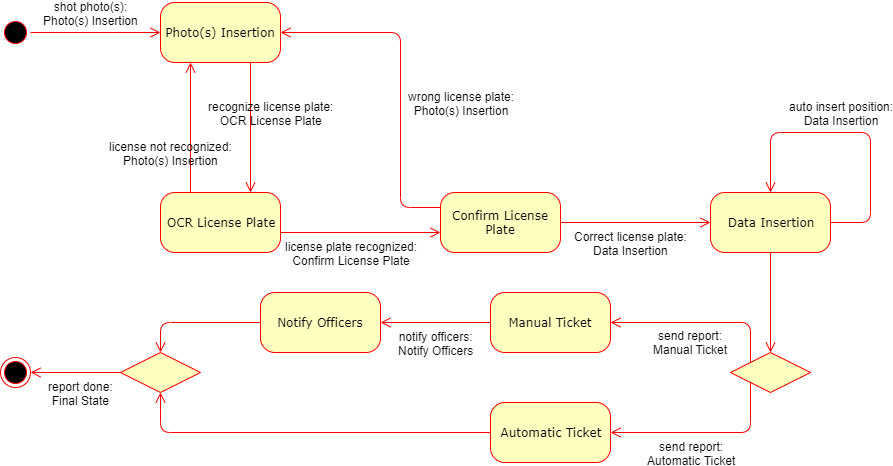 shot photo(s):
Photo(s) Insertion
Photo(s) Insertion
wrong license plate:
Photo(s) Insertion
recognize license plate:
OCR License Plate
auto insert position:
Data Insertion
license not recognized:
Photo(s) Insertion
OCR License Plate
Confirm License
Plate
Data Insertion
license plate recognized:
Confirm License Plate
Correct license plate:
Data Insertion
Notify Officers
notify officers:
Notify Officers
Manual Ticket
send report:
Manual Ticket
report done:
Final State
Automatic Ticket
send report:
Automatic Ticket